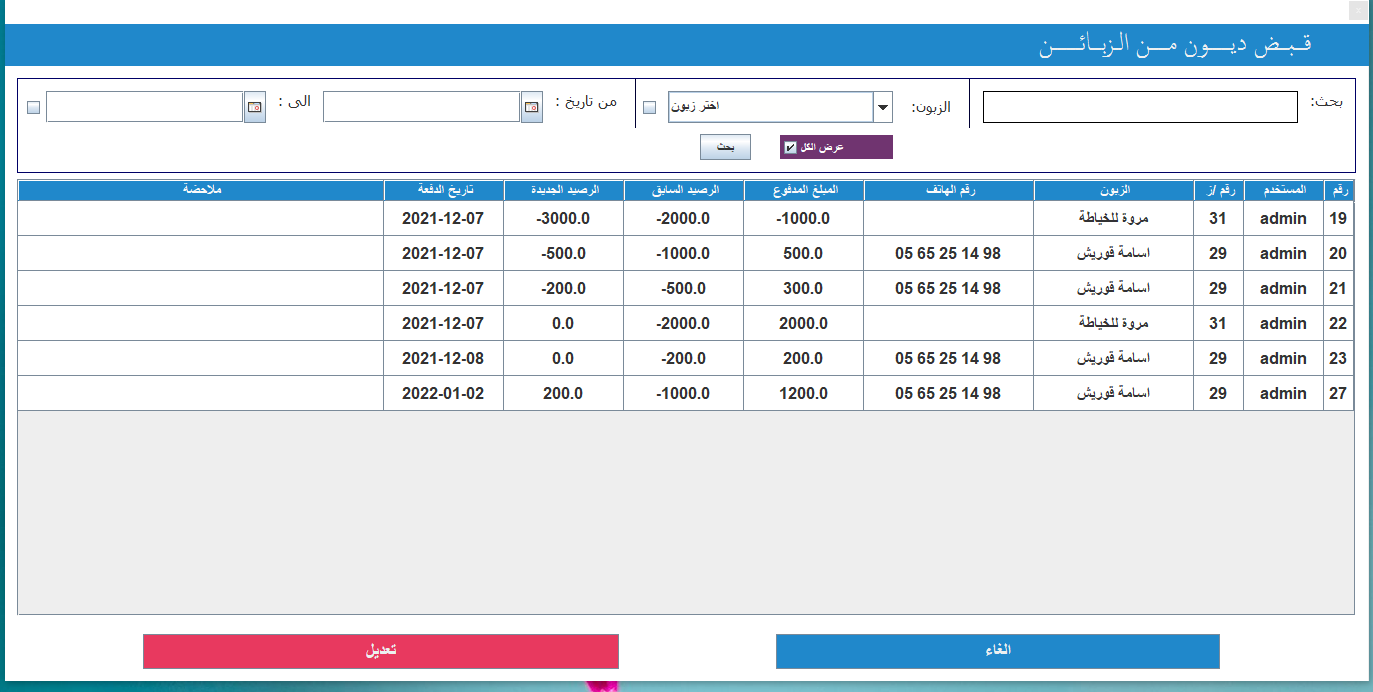 قبض ديون من الزبائن
بحث:
الزبون: اختر زبون
من تاريخ :
الى :
عرض الكل
بحث
رقم المستخدم رقم /ز الزبون رقم الهاتف المبلغ المدفوع الرصيد السابق الرصيد الجديدة تاريخ الدفعة ملاحضة
19 admin 31 مروة للخياطة -1000.0 -2000.0 -3000.0 2021-12-07
20 admin 29 اسامة قوريش 05 65 25 14 98 500.0 -1000.0 -500.0 2021-12-07
21 admin 29 اسامة قوريش 05 65 25 14 98 300.0 -500.0 -200.0 2021-12-07
22 admin 31 مروة للخياطة 2000.0 -2000.0 0.0 2021-12-07
23 admin 29 اسامة قوريش 05 65 25 14 98 200.0 -200.0 0.0 2021-12-08
27 admin 29 اسامة قوريش 05 65 25 14 98 1200.0 -1000.0 200.0 2022-01-02
الغاء
تعديل